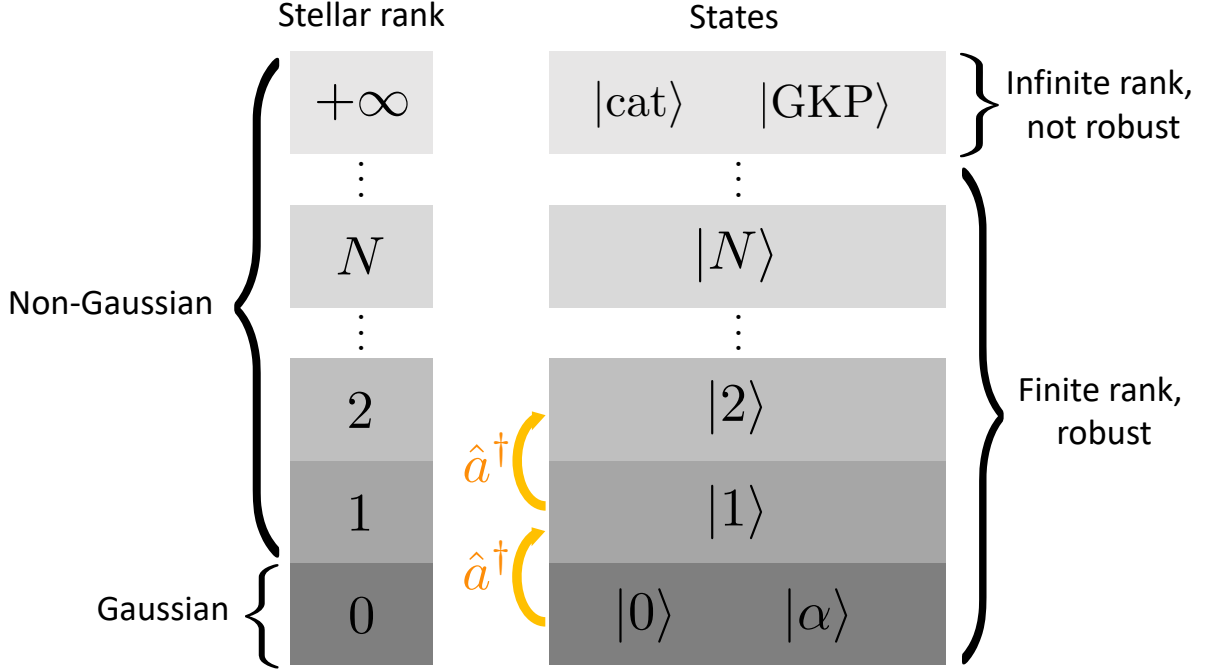 Stellar rank States
+∞ |cat⟩ |GKP⟩ Infinite rank,
not robust
⋮ ⋮
N |N⟩
Non-Gaussian
⋮ ⋮
2 |2⟩ Finite rank,
robust
â†
1 |1⟩
â†
Gaussian 0 |0⟩ |α⟩